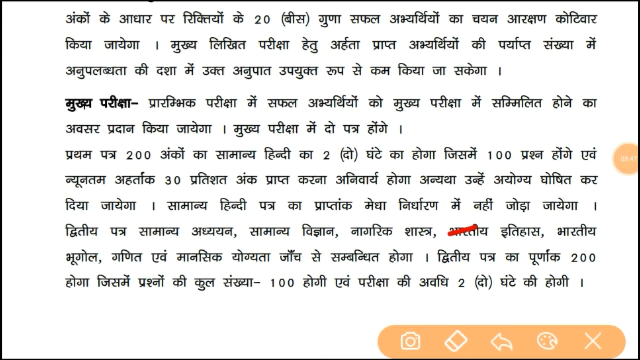 अंकों के आधार पर रिक्तियों के 20 (बीस) गुणा सफल अभ्यर्थियों का चयन आरक्षण कोटिवार
किया जायेगा । मुख्य लिखित परीक्षा हेतु अर्हता प्राप्त अभ्यर्थियों की पर्याप्त संख्या में
अनुपलब्धता की दशा में उक्त अनुपात उपयुक्त रूप से कम किया जा सकेगा ।
मुख्य परीक्षा- प्रारम्भिक परीक्षा में सफल अभ्यर्थियों को मुख्य परीक्षा में सम्मिलित होने का
अवसर प्रदान किया जायेगा । मुख्य परीक्षा में दो पत्र होंगे ।
प्रथम पत्र 200 अंकों का सामान्य हिन्दी का 2 (दो) घंटे का होगा जिसमें 100 प्रश्न होंगे एवं
न्यूनतम अहर्तांक 30 प्रतिशत अंक प्राप्त करना अनिवार्य होगा अन्यथा उन्हें अयोग्य घोषित कर
दिया जायेगा । सामान्य हिन्दी पत्र का प्राप्तांक मेधा निर्धारण में नहीं जोड़ा जायेगा ।
द्वितीय पत्र सामान्य अध्ययन, सामान्य विज्ञान, नागरिक शास्त्र, भारतीय इतिहास, भारतीय
भूगोल, गणित एवं मानसिक योग्यता जाँच से सम्बन्धित होगा । द्वितीय पत्र का पूर्णांक 200
होगा जिसमें प्रश्नों की कुल संख्या- 100 होगी एवं परीक्षा की अवधि 2 (दो) घंटे की होगी ।